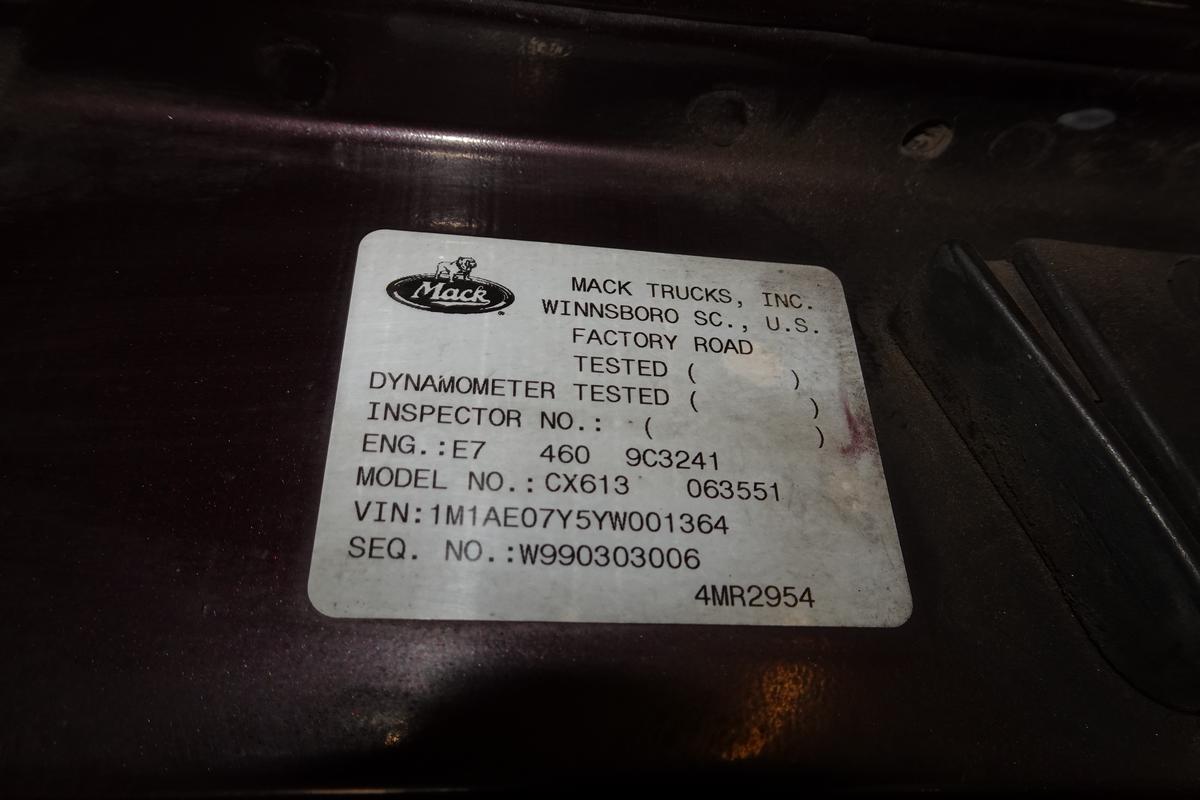 Mack
MACK TRUCKS, INC.
WINNSBORO SC., U.S.
FACTORY ROAD
TESTED ( )
DYNAMOMETER TESTED ( )
INSPECTOR NO.: ( )
ENG.:E7 460 9C3241
MODEL NO.:CX613 063551
VIN:1M1AE07Y5YW001364
SEQ. NO.:W990303006
4MR2954